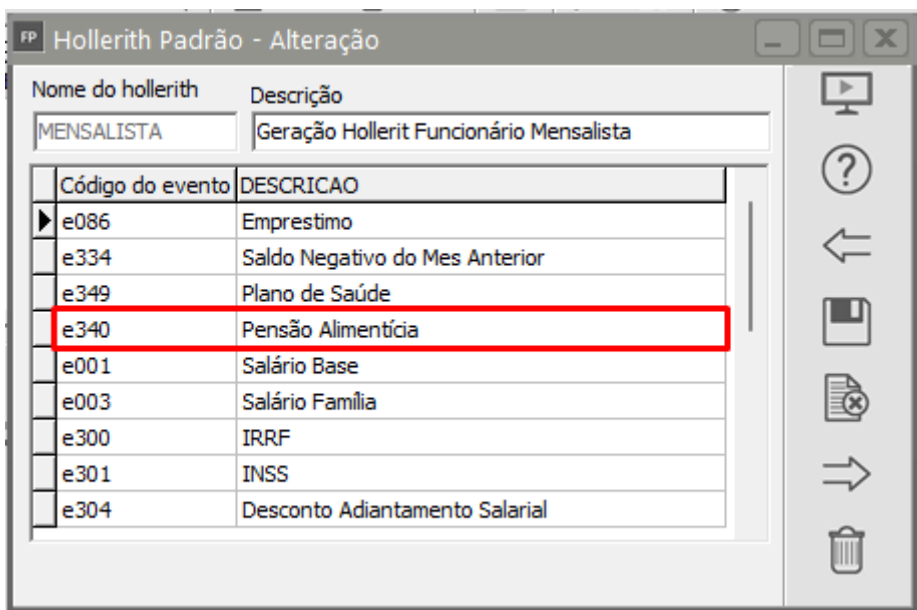 FP Hollerith Padrão - Alteração
Nome do hollerith Descrição
MENSALISTA Geração Hollerit Funcionário Mensalista
Código do evento DESCRICAO
e086 Emprestimo
e334 Saldo Negativo do Mes Anterior
e349 Plano de Saúde
e340 Pensão Alimentícia
e001 Salário Base
e003 Salário Família
e300 IRRF
e301 INSS
e304 Desconto Adiantamento Salarial